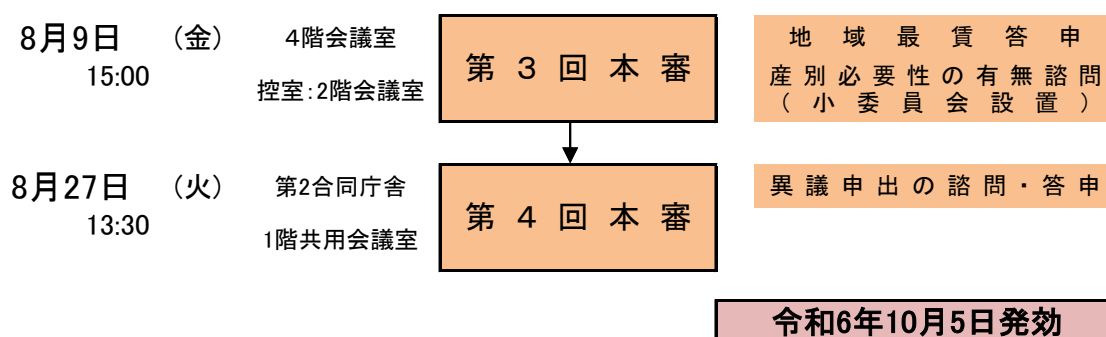 8月9日 （金） 4階会議室
15:00
控室：2階会議室
第３回本審
地域最賃答申
産別必要性の有無諮問
（小委員会設置）
8月27日 （火） 第2合同庁舎
13:30
1階共用会議室
第４回本審
異議申出の諮問・答申
令和6年10月5日発効